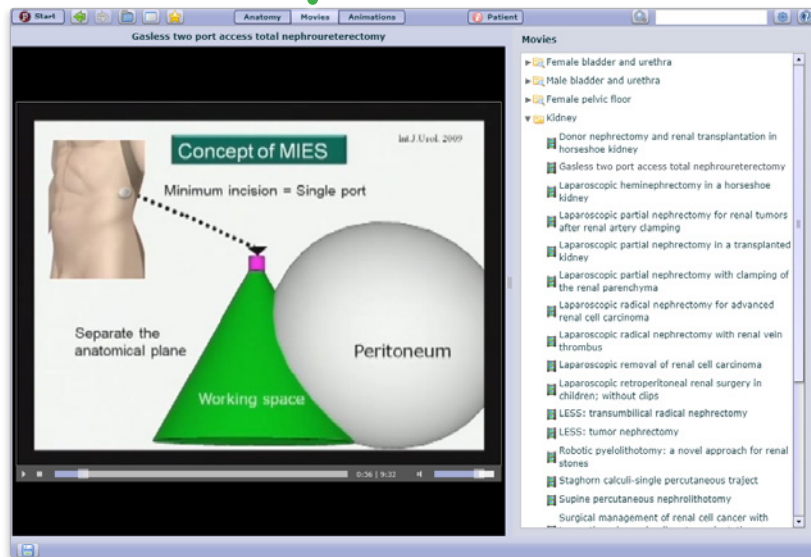 Start
Anatomy Movies Animations
Patient
Gasless two port access total nephroureterectomy
Concept of MIES
Int.J.Urol. 2009
Minimum incision = Single port
Separate the
anatomical plane
Working space
Peritoneum
0:56 | 9:32
Movies
Female bladder and urethra
Male bladder and urethra
Female pelvic floor
Kidney
Donor nephrectomy and renal transplantation in
horseshoe kidney
Gasless two port access total nephroureterectomy
Laparoscopic heminephrectomy in a horseshoe
kidney
Laparoscopic partial nephrectomy for renal tumors
after renal artery clamping
Laparoscopic partial nephrectomy in a transplanted
kidney
Laparoscopic partial nephrectomy with clamping of
the renal parenchyma
Laparoscopic radical nephrectomy for advanced
renal cell carcinoma
Laparoscopic radical nephrectomy with renal vein
thrombus
Laparoscopic removal of renal cell carcinoma
Laparoscopic retroperitoneal renal surgery in
children; without clips
LESS: transumbilical radical nephrectomy
LESS: tumor nephrectomy
Robotic pyelolithotomy: a novel approach for renal
stones
Staghorn calculi-single percutaneous traject
Supine percutaneous nephrolithotomy
Surgical management of renal cell cancer with